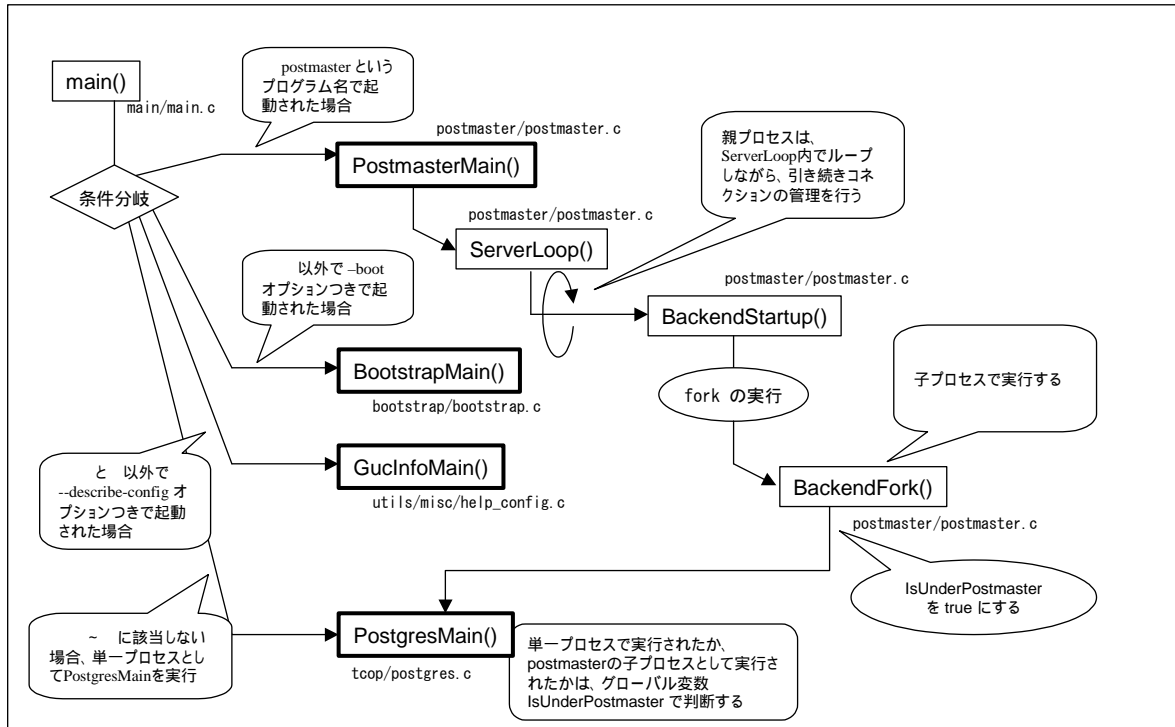 main()
main/main.c
postmaster という
プログラム名で起
動された場合
postmaster/postmaster.c
PostmasterMain()
条件分岐
親プロセスは、
ServerLoop内でループ
しながら、引き続きコネ
クションの管理を行う
postmaster/postmaster.c
ServerLoop()
以外で –boot
オプションつきで起
動された場合
postmaster/postmaster.c
BackendStartup()
BootstrapMain()
bootstrap/bootstrap.c
fork の実行
子プロセスで実行する
と 以外で
--describe-config オ
プションつきで起動
された場合
GucInfoMain()
utils/misc/help_config.c
BackendFork()
postmaster/postmaster.c
IsUnderPostmaster
を true にする
~ に該当しない
場合、単一プロセスとし
てPostgresMainを実行
PostgresMain()
tcop/postgres.c
単一プロセスで実行されたか、
postmasterの子プロセスとして実行さ
れたかは、グローバル変数
IsUnderPostmaster で判断する